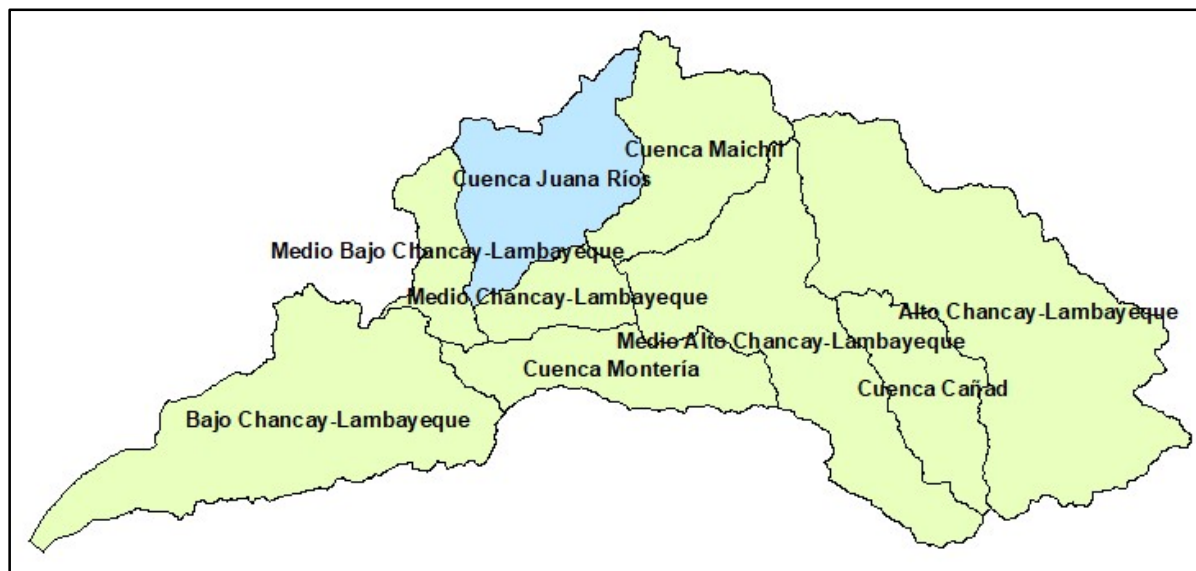 Cuenca Maichil
Cuenca Juana Ríos
Medio Bajo Chancay-Lambayeque
Medio Chancay-Lambayeque
Alto Chancay-Lambayeque
Medio Alto Chancay-Lambayeque
Cuenca Montería
Cuenca Cañad
Bajo Chancay-Lambayeque